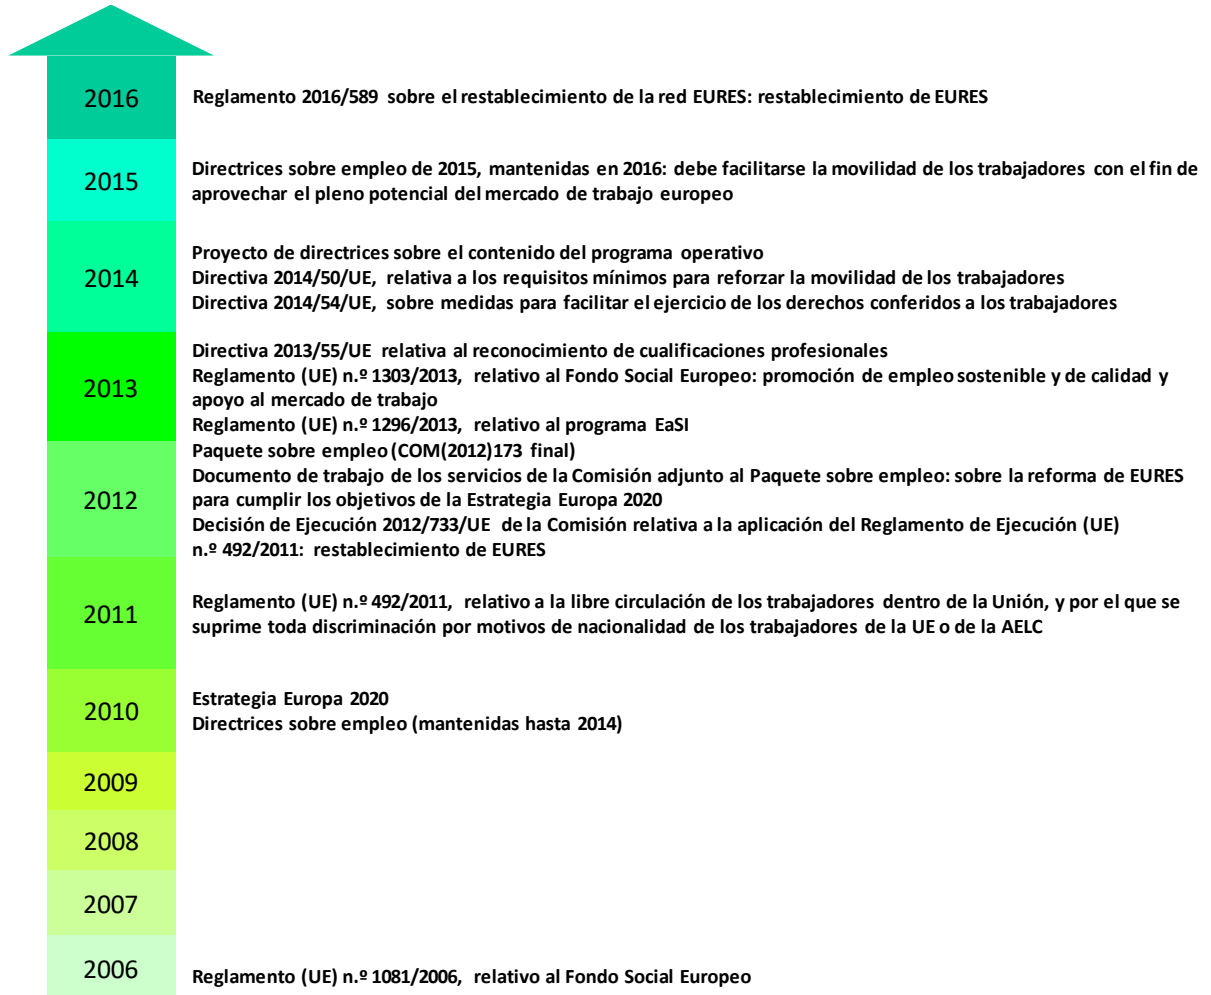 2016
Reglamento 2016/589 sobre el restablecimiento de la red EURES: restablecimiento de EURES
2015
Directrices sobre empleo de 2015, mantenidas en 2016: debe facilitarse la movilidad de los trabajadores con el fin de
aprovechar el pleno potencial del mercado de trabajo europeo
2014
Proyecto de directrices sobre el contenido del programa operativo
Directiva 2014/50/UE, relativa a los requisitos mínimos para reforzar la movilidad de los trabajadores
Directiva 2014/54/UE, sobre medidas para facilitar el ejercicio de los derechos conferidos a los trabajadores
2013
Directiva 2013/55/UE relativa al reconocimiento de cualificaciones profesionales
Reglamento (UE) n.º 1303/2013, relativo al Fondo Social Europeo: promoción de empleo sostenible y de calidad y
apoyo al mercado de trabajo
Reglamento (UE) n.º 1296/2013, relativo al programa EaSI
2012
Paquete sobre empleo (COM(2012)173 final)
Documento de trabajo de los servicios de la Comisión adjunto al Paquete sobre empleo: sobre la reforma de EURES
para cumplir los objetivos de la Estrategia Europa 2020
Decisión de Ejecución 2012/733/UE de la Comisión relativa a la aplicación del Reglamento de Ejecución (UE)
n.º 492/2011: restablecimiento de EURES
2011
Reglamento (UE) n.º 492/2011, relativo a la libre circulación de los trabajadores dentro de la Unión, y por el que se
suprime toda discriminación por motivos de nacionalidad de los trabajadores de la UE o de la AELC
2010
Estrategia Europa 2020
Directrices sobre empleo (mantenidas hasta 2014)
2009
2008
2007
2006
Reglamento (UE) n.º 1081/2006, relativo al Fondo Social Europeo